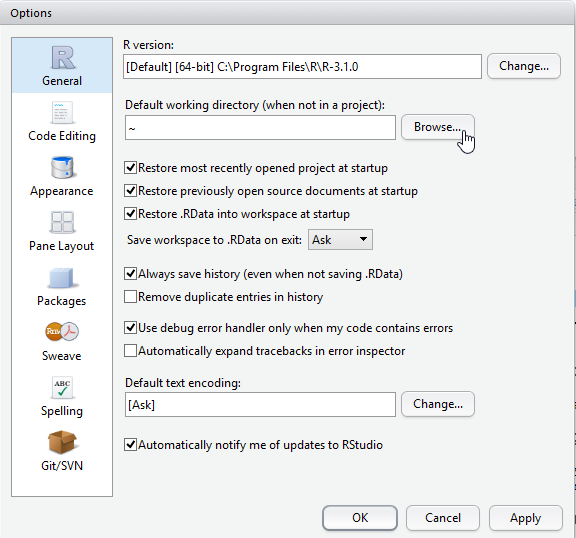 Options
R
General
Code Editing
Appearance
Pane Layout
Packages
Sweave
ABC
Spelling
Git/SVN
R version:
[Default] [64-bit] C:\Program Files\R\R-3.1.0
Change...
Default working directory (when not in a project):
~
Browse...
Restore most recently opened project at startup
Restore previously open source documents at startup
Restore .RData into workspace at startup
Save workspace to .RData on exit: Ask
Always save history (even when not saving .RData)
Remove duplicate entries in history
Use debug error handler only when my code contains errors
Automatically expand tracebacks in error inspector
Default text encoding:
[Ask]
Change...
Automatically notify me of updates to RStudio
OK
Cancel
Apply